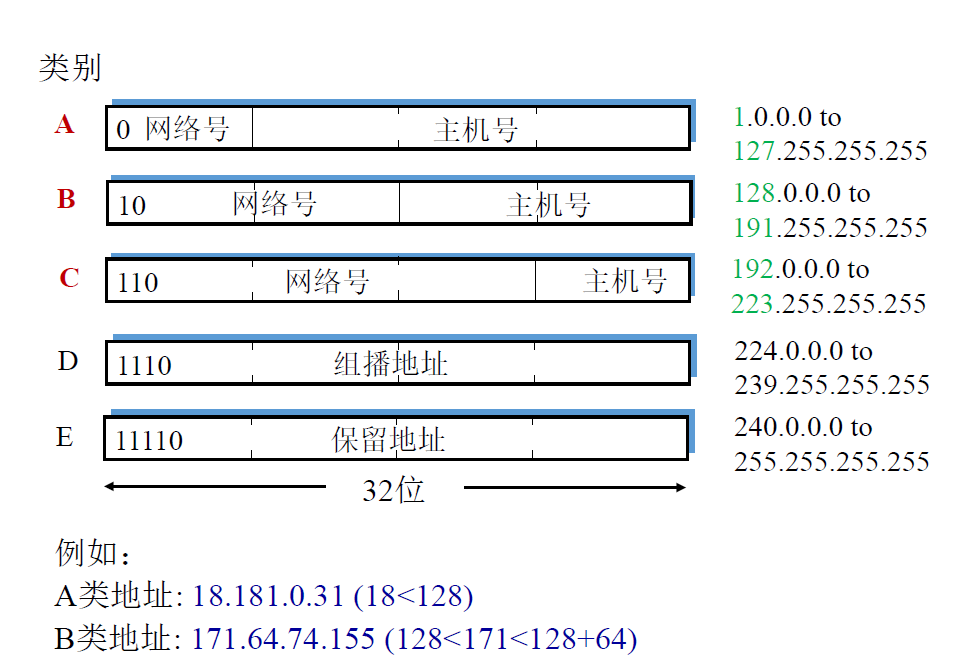 类别
A
0 网络号 主机号
1.0.0.0 to
127.255.255.255
B
10 网络号 主机号
128.0.0.0 to
191.255.255.255
C
110 网络号 主机号
192.0.0.0 to
223.255.255.255
D
1110 组播地址
224.0.0.0 to
239.255.255.255
E
11110 保留地址
240.0.0.0 to
255.255.255.255
32位
例如：
A类地址: 18.181.0.31 (18<128)
B类地址: 171.64.74.155 (128<171<128+64)